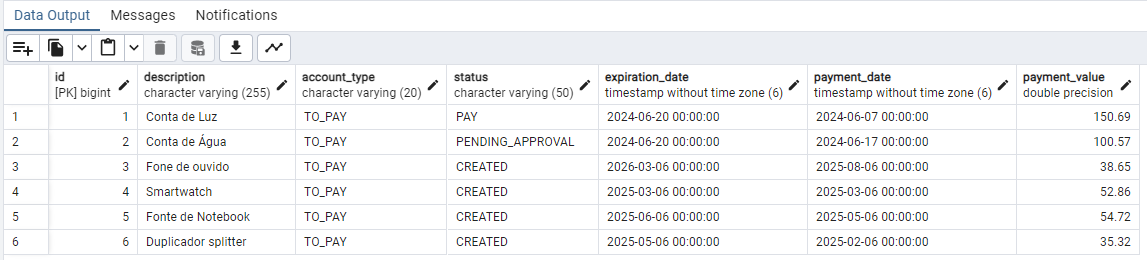 Data Output Messages Notifications
id description account_type status expiration_date payment_date payment_value
[PK] bigint character varying (255) character varying (20) character varying (50) timestamp without time zone (6) timestamp without time zone (6) double precision
1 1 Conta de Luz TO_PAY PAY 2024-06-20 00:00:00 2024-06-07 00:00:00 150.69
2 2 Conta de Água TO_PAY PENDING_APPROVAL 2024-06-20 00:00:00 2024-06-17 00:00:00 100.57
3 3 Fone de ouvido TO_PAY CREATED 2026-03-06 00:00:00 2025-08-06 00:00:00 38.65
4 4 Smartwatch TO_PAY CREATED 2025-03-06 00:00:00 2025-03-06 00:00:00 52.86
5 5 Fonte de Notebook TO_PAY CREATED 2025-06-06 00:00:00 2025-05-06 00:00:00 54.72
6 6 Duplicador splitter TO_PAY CREATED 2025-05-06 00:00:00 2025-02-06 00:00:00 35.32